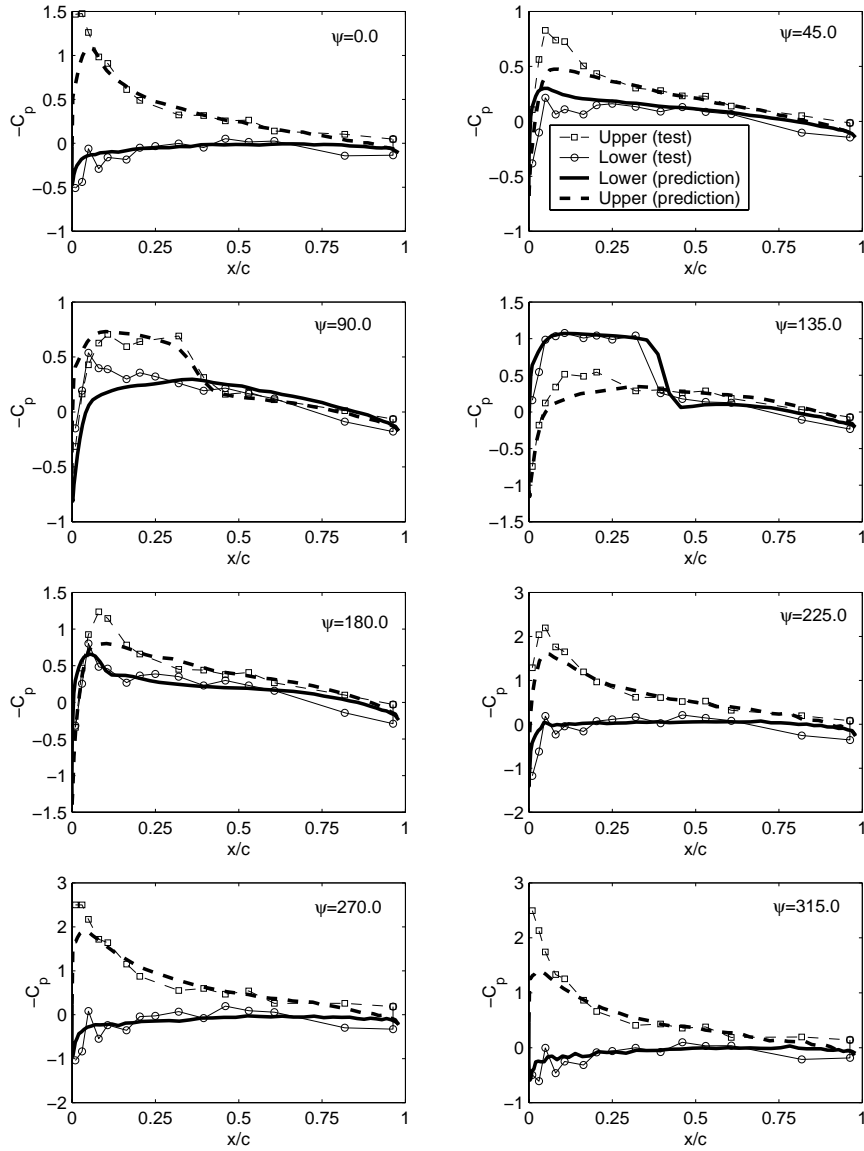 ψ=0.0
1.5
1
0.5
0
−0.5
−1
−C_p
0 0.25 0.5 0.75 1
x/c
ψ=45.0
1
0.5
0
−0.5
−1
−C_p
Upper (test)
Lower (test)
Lower (prediction)
Upper (prediction)
0 0.25 0.5 0.75 1
x/c
ψ=90.0
1
0.5
0
−0.5
−1
−C_p
0 0.25 0.5 0.75 1
x/c
ψ=135.0
1.5
1
0.5
0
−0.5
−1
−1.5
−C_p
0 0.25 0.5 0.75 1
x/c
ψ=180.0
1.5
1
0.5
0
−0.5
−1
−1.5
−C_p
0 0.25 0.5 0.75 1
x/c
ψ=225.0
3
2
1
0
−1
−2
−C_p
0 0.25 0.5 0.75 1
x/c
ψ=270.0
3
2
1
0
−1
−2
−C_p
0 0.25 0.5 0.75 1
x/c
ψ=315.0
3
2
1
0
−1
−C_p
0 0.25 0.5 0.75 1
x/c